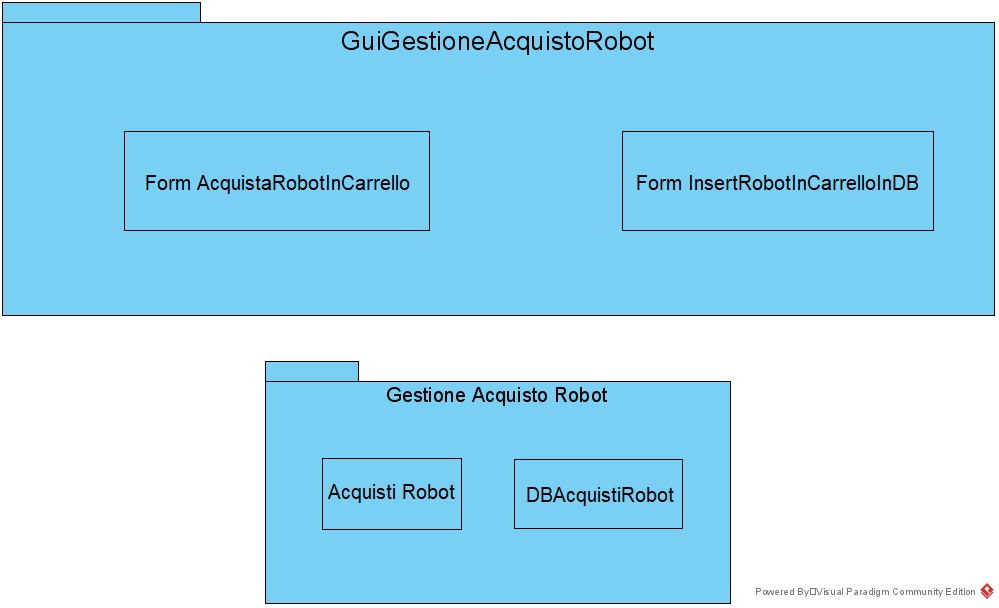 GuiGestioneAcquistoRobot
Form AcquistaRobotInCarrello
Form InsertRobotInCarrelloInDB
Gestione Acquisto Robot
Acquisti Robot
DBAcquistiRobot
Powered By□Visual Paradigm Community Edition